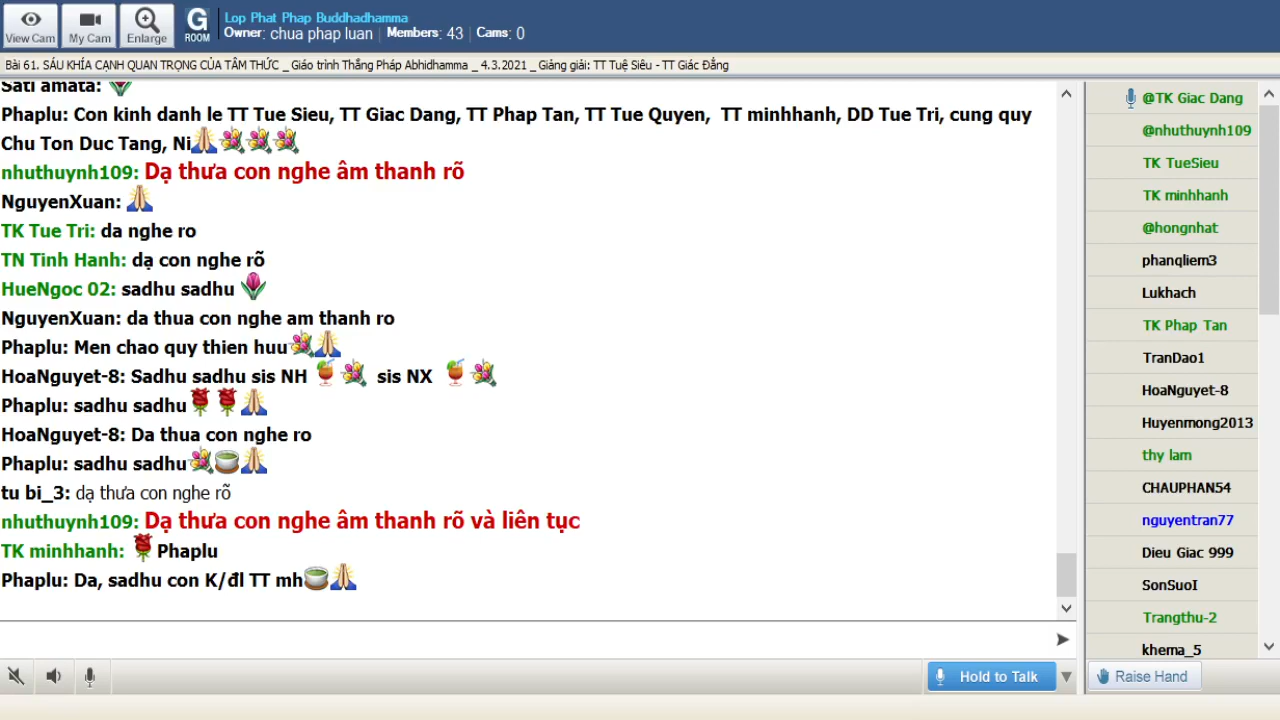 View Cam
My Cam
Enlarge
G
ROOM
Lop Phat Phap Buddhadhamma
Owner: chua phap luan Members: 43 Cams: 0
Bài 61. SÁU KHÍA CẠNH QUAN TRỌNG CỦA TÂM THỨC _ Giáo trình Thắng Pháp Abhidhamma _ 4.3.2021 _ Giảng giải: TT Tuệ Siêu - TT Giác Đẳng
Sati amata:
Phaplu: Con kinh danh le TT Tue Sieu, TT Giac Dang, TT Phap Tan, TT Tue Quyen, TT minhhanh, DD Tue Tri, cung quy
Chu Ton Duc Tang, Ni
nhuthuynh109: Dạ thưa con nghe âm thanh rõ
NguyenXuan:
TK Tue Tri: da nghe ro
TN Tinh Hanh: dạ con nghe rõ
HueNgoc 02: sadhu sadhu
NguyenXuan: da thua con nghe am thanh ro
Phaplu: Men chao quy thien huu
HoaNguyet-8: Sadhu sadhu sis NH sis NX
Phaplu: sadhu sadhu
HoaNguyet-8: Da thua con nghe ro
Phaplu: sadhu sadhu
tu bi_3: dạ thưa con nghe rõ
nhuthuynh109: Dạ thưa con nghe âm thanh rõ và liên tục
TK minhhanh: Phaplu
Phaplu: Da, sadhu con K/đl TT mh
Hold to Talk
@TK Giac Dang
@nhuthuynh109
TK TueSieu
TK minhhanh
@hongnhat
phanqliem3
Lukhach
TK Phap Tan
TranDao1
HoaNguyet-8
Huyenmong2013
thy lam
CHAUPHAN54
nguyentran77
Dieu Giac 999
SonSuoI
Trangthu-2
khema_5
Raise Hand